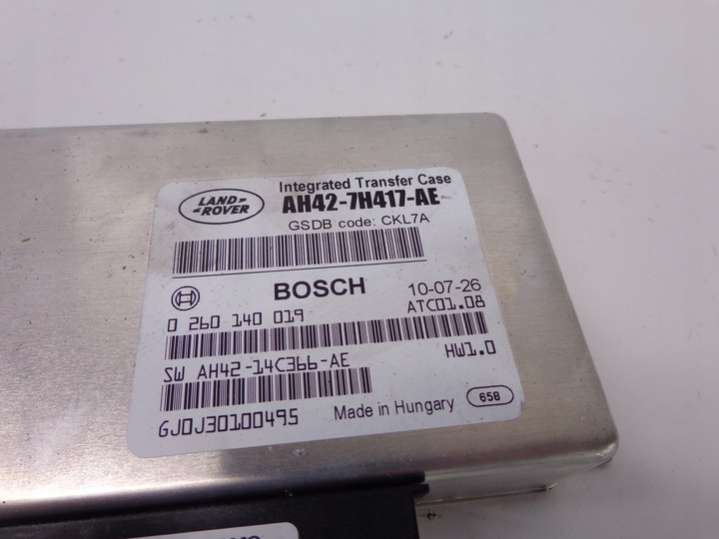 LAND-
-ROVER
Integrated Transfer Case
AH42-7H417-AE
GSDB code: CKL7A
BOSCH
10-07-26
0 260 140 019
ATC01.08
SW AH42-14C366-AE
HW1.0
6J0J30100495
Made in Hungary
658